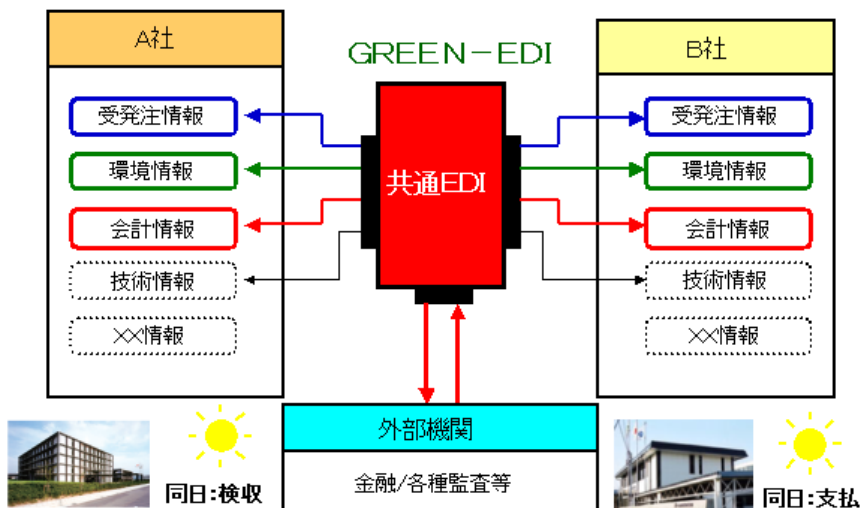 A社
受発注情報
環境情報
会計情報
技術情報
××情報
GREEN－EDI
共通EDI
B社
受発注情報
環境情報
会計情報
技術情報
××情報
外部機関
金融/各種監査等
同日:検収
同日:支払